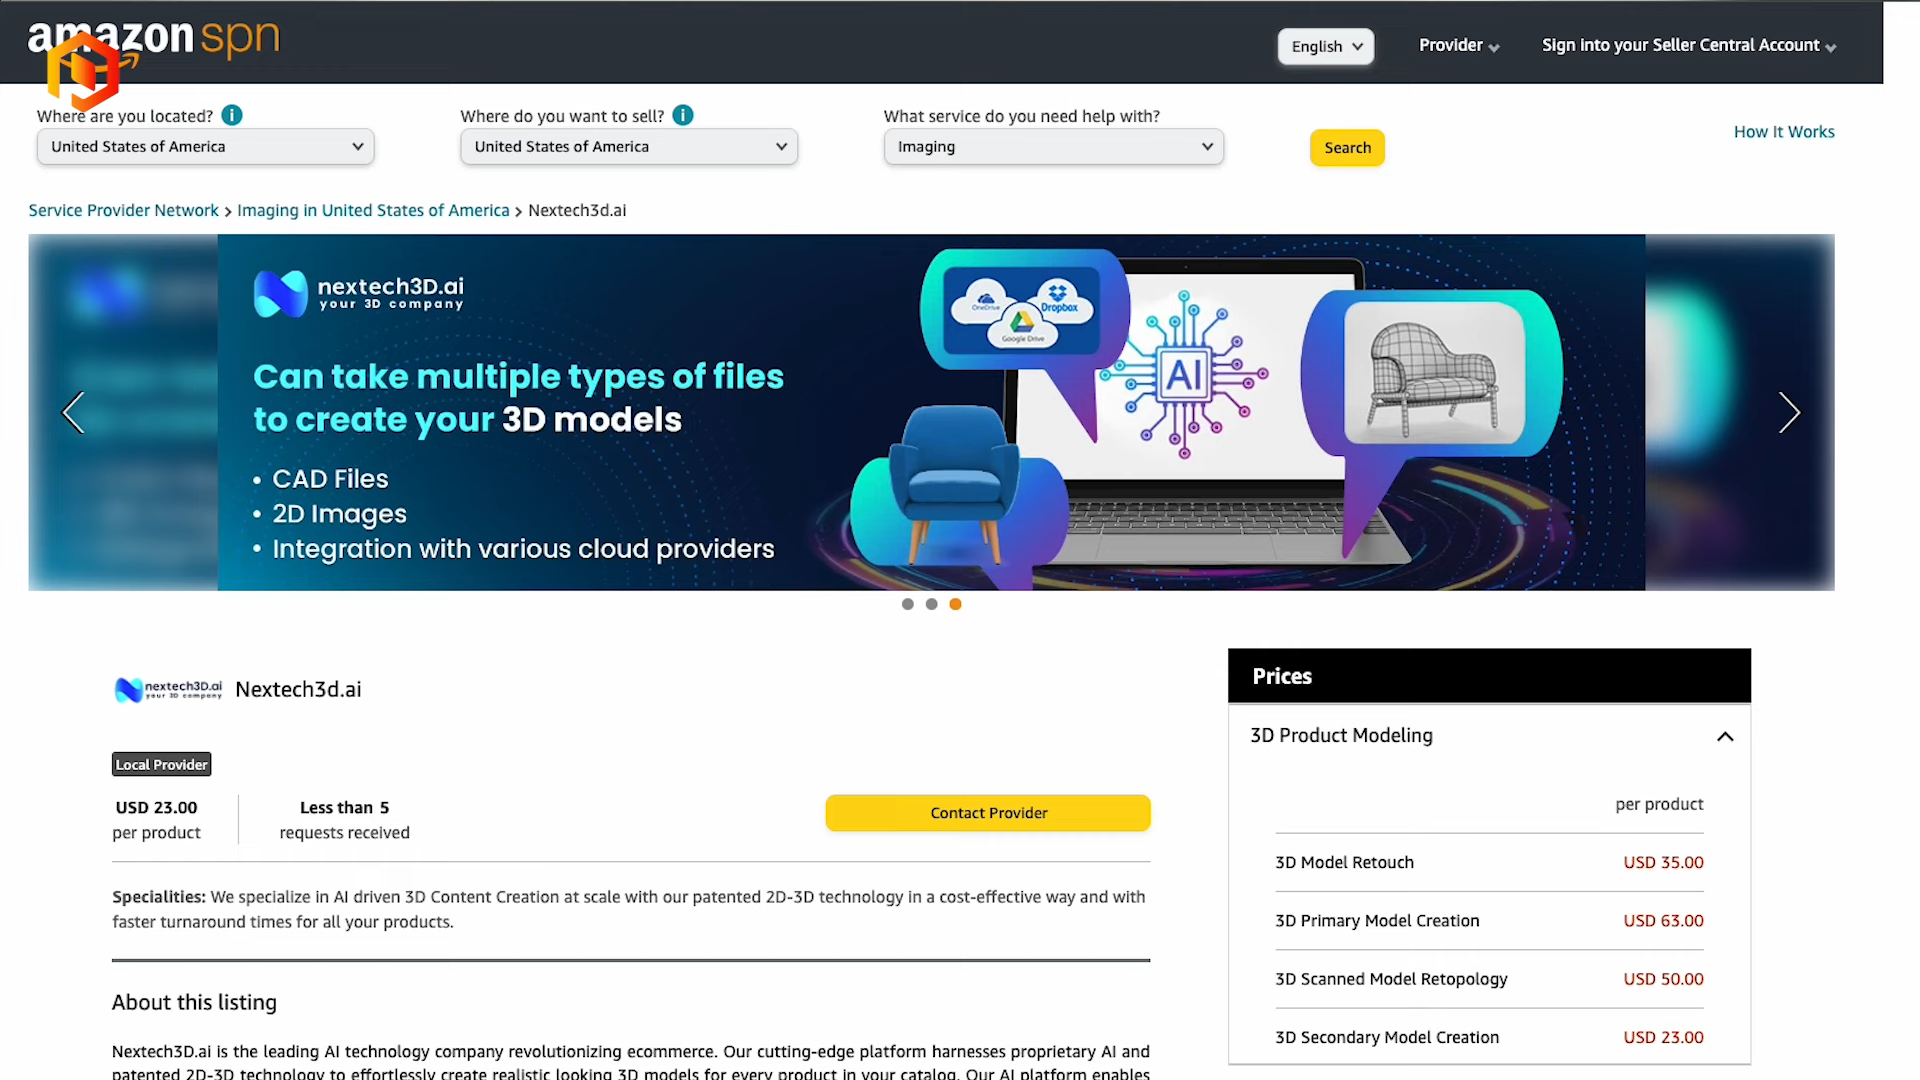 amazon spn
English
Provider
Sign into your Seller Central Account
Where are you located?
Where do you want to sell?
What service do you need help with?
How It Works
United States of America
United States of America
Imaging
Search
Service Provider Network > Imaging in United States of America > Nextech3d.ai
nextech3D.ai
your 3D company
Can take multiple types of files
to create your 3D models
• CAD Files
• 2D Images
• Integration with various cloud providers
OneDrive
Dropbox
Google Drive
AI
nextech3D.ai
your 3D company
Nextech3d.ai
Local Provider
USD 23.00
per product
Less than 5
requests received
Contact Provider
Specialities: We specialize in AI driven 3D Content Creation at scale with our patented 2D-3D technology in a cost-effective way and with
faster turnaround times for all your products.
About this listing
Nextech3D.ai is the leading AI technology company revolutionizing ecommerce. Our cutting-edge platform harnesses proprietary AI and
patented 2D-3D technology to effortlessly create realistic looking 3D models for every product in your catalog. Our AI platform enables
Prices
3D Product Modeling
per product
3D Model Retouch USD 35.00
3D Primary Model Creation USD 63.00
3D Scanned Model Retopology USD 50.00
3D Secondary Model Creation USD 23.00